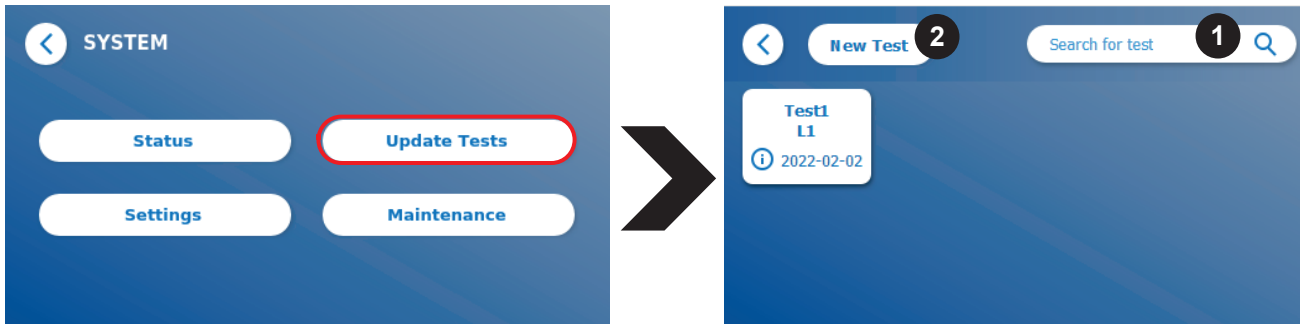 SYSTEM
Status
Update Tests
Settings
Maintenance
New Test
2
Search for test
1
Test1
L1
2022-02-02